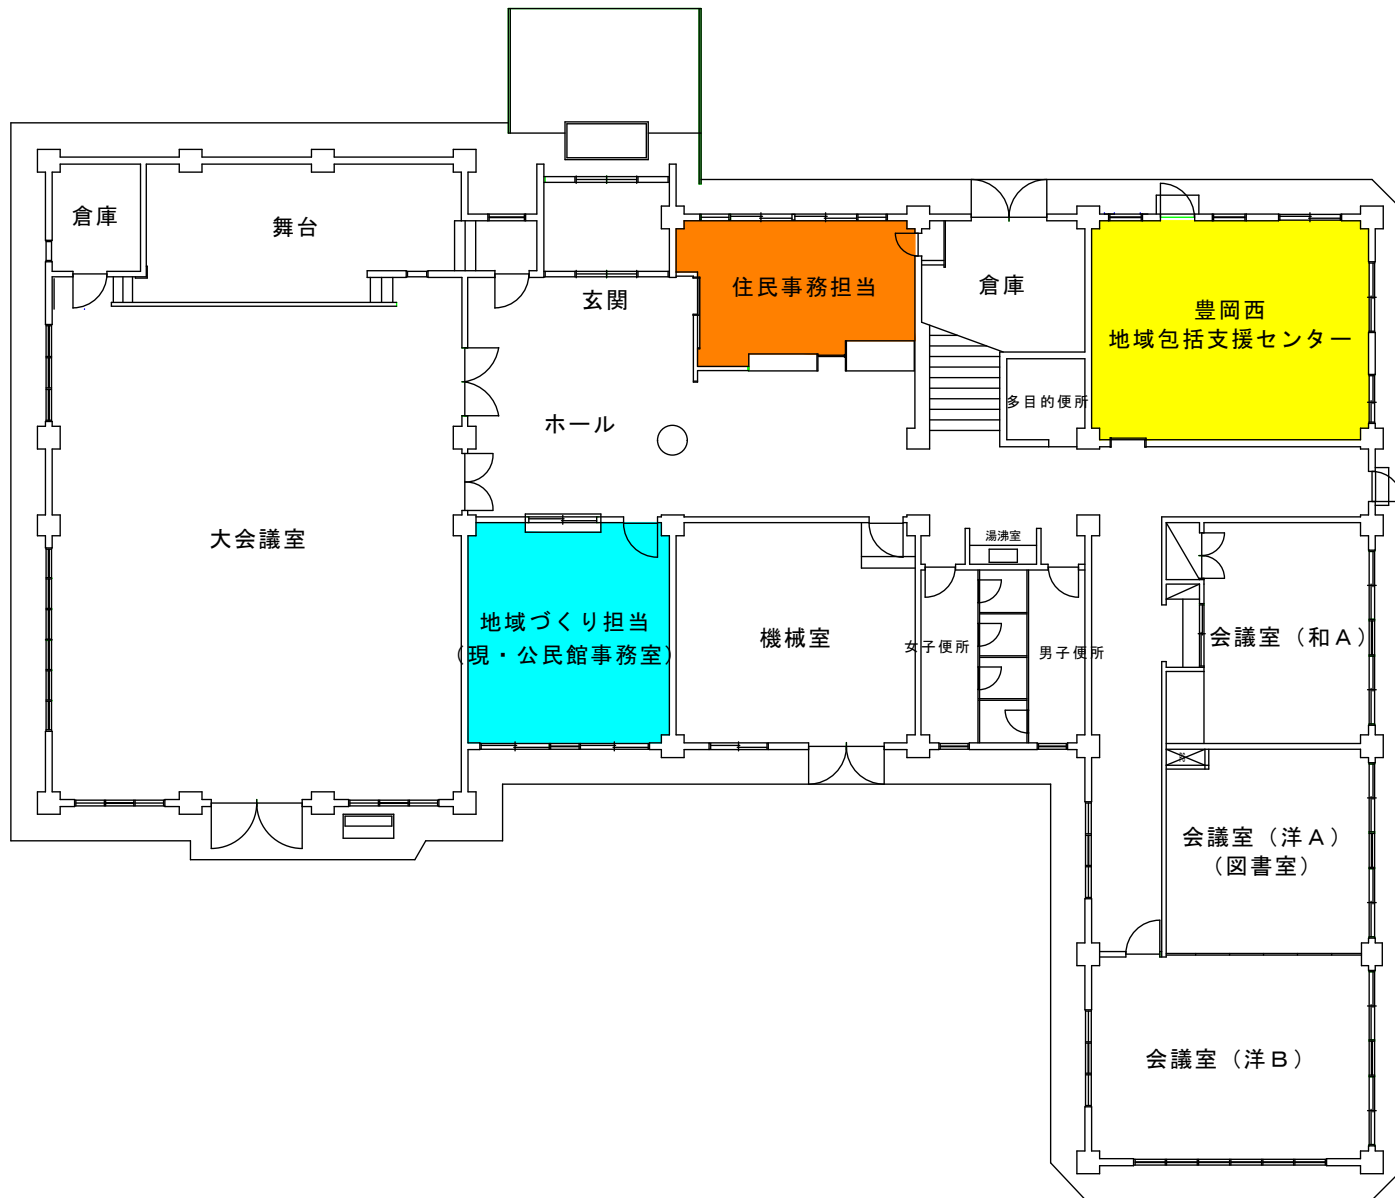 倉庫
舞台
玄関
住民事務担当
倉庫
豊岡西
地域包括支援センター
多目的便所
ホール
大会議室
湯沸室
地域づくり担当
（現・公民館事務室）
機械室
女子便所
男子便所
会議室（和Ａ）
会議室（洋Ａ）
（図書室）
会議室（洋Ｂ）